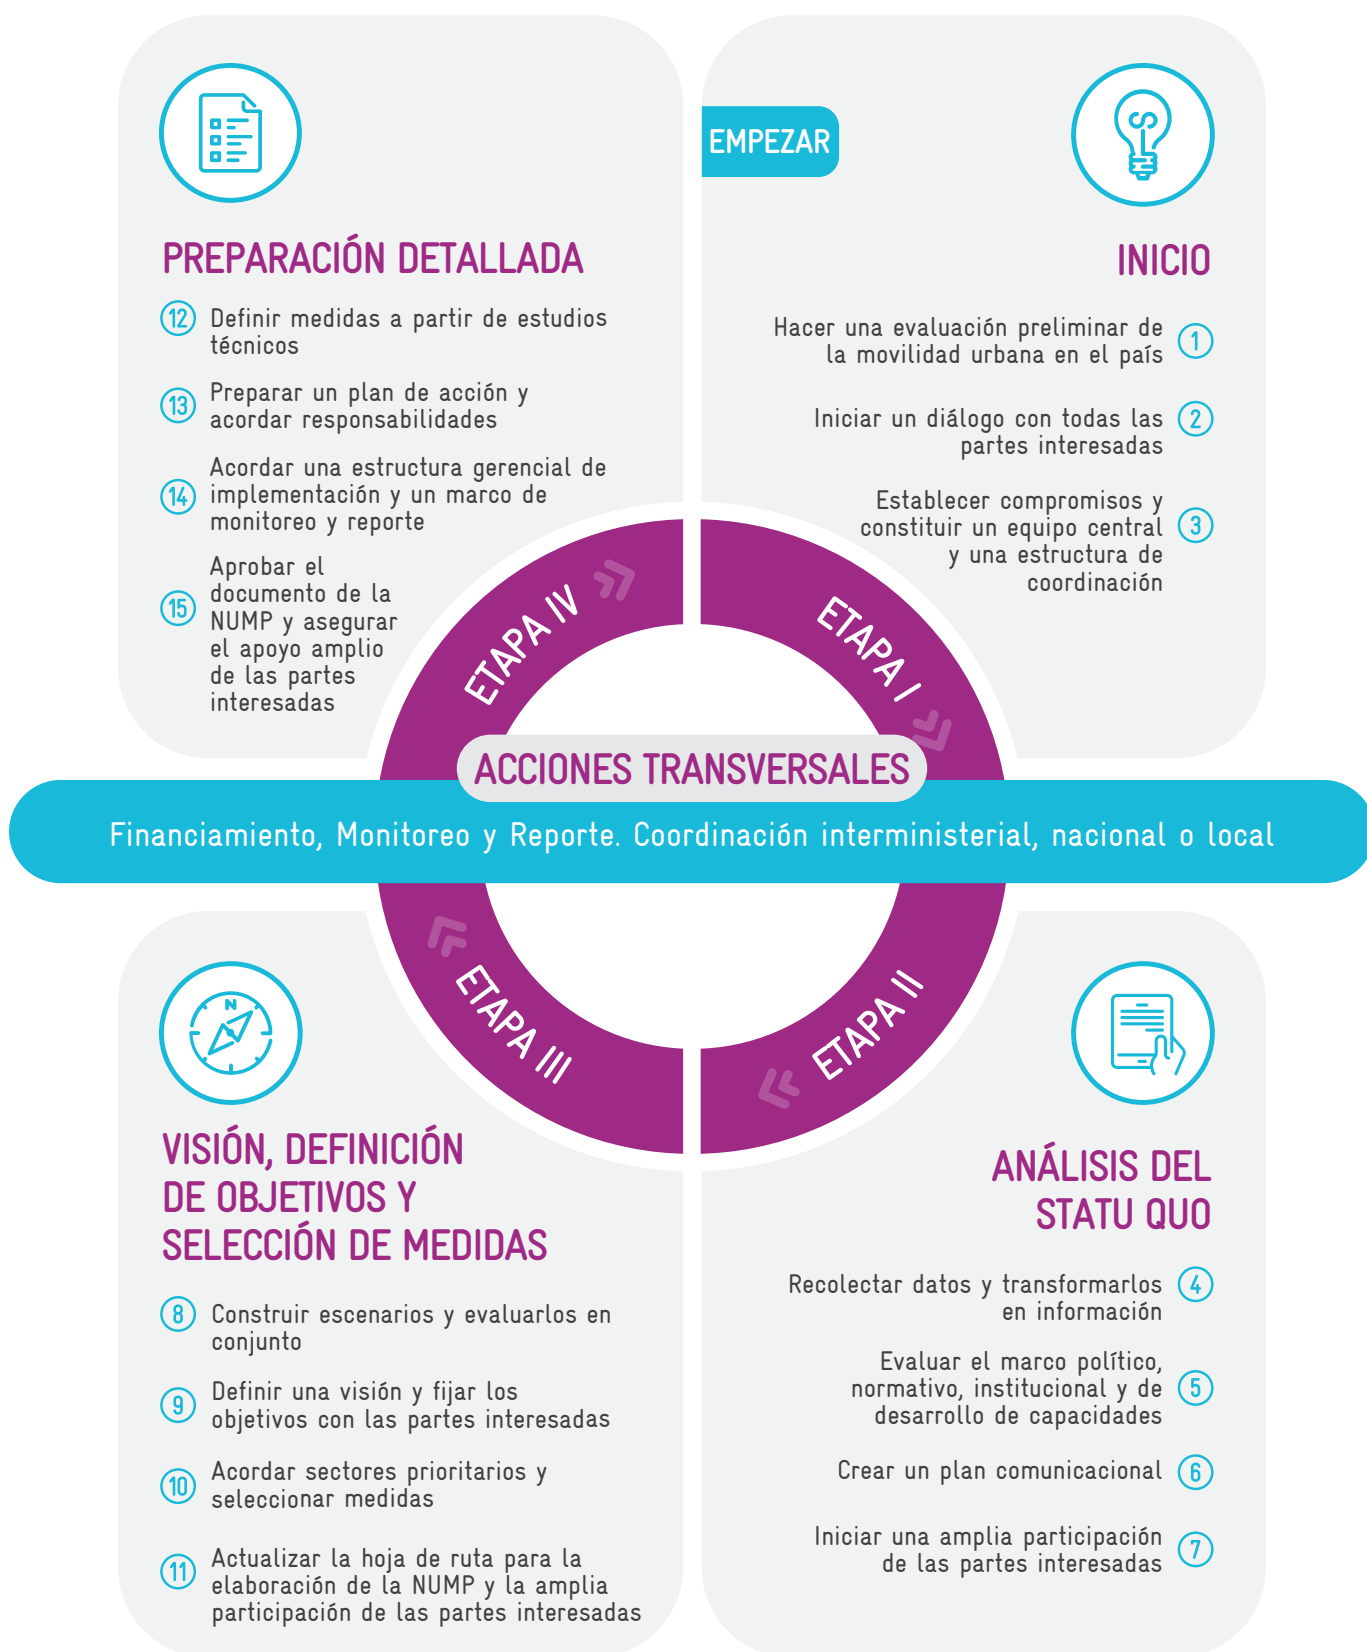 EMPEZAR
INICIO
1
Hacer una evaluación preliminar de
la movilidad urbana en el país
2
Iniciar un diálogo con todas las
partes interesadas
3
Establecer compromisos y
constituir un equipo central
y una estructura de
coordinación
ETAPA I
ETAPA II
ANÁLISIS DEL
STATU QUO
4
Recolectar datos y transformarlos
en información
5
Evaluar el marco político,
normativo, institucional y de
desarrollo de capacidades
6
Crear un plan comunicacional
7
Iniciar una amplia participación
de las partes interesadas
ETAPA III
N
VISIÓN, DEFINICIÓN
DE OBJETIVOS Y
SELECCIÓN DE MEDIDAS
8
Construir escenarios y evaluarlos en
conjunto
9
Definir una visión y fijar los
objetivos con las partes interesadas
10
Acordar sectores prioritarios y
seleccionar medidas
11
Actualizar la hoja de ruta para la
elaboración de la NUMP y la amplia
participación de las partes interesadas
ETAPA IV
PREPARACIÓN DETALLADA
12
Definir medidas a partir de estudios
técnicos
13
Preparar un plan de acción y
acordar responsabilidades
14
Acordar una estructura gerencial de
implementación y un marco de
monitoreo y reporte
15
Aprobar el
documento de la
NUMP y asegurar
el apoyo amplio
de las partes
interesadas
ACCIONES TRANSVERSALES
Financiamiento, Monitoreo y Reporte. Coordinación interministerial, nacional o local